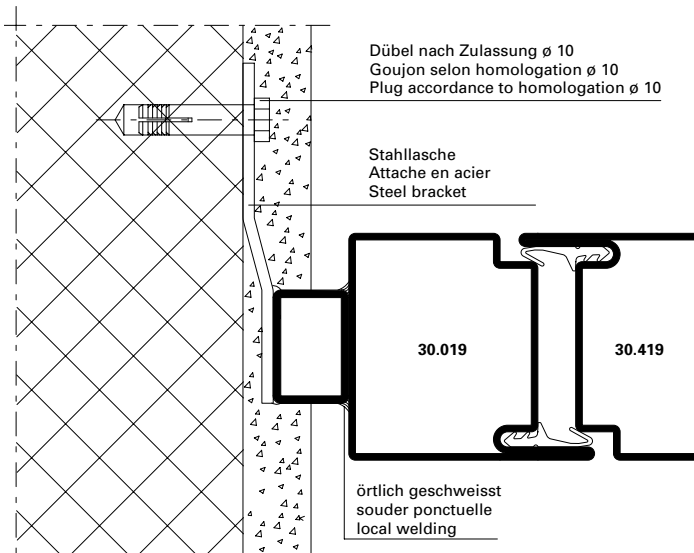 Dübel nach Zulassung ø 10
Goujon selon homologation ø 10
Plug accordance to homologation ø 10
Stahllasche
Attache en acier
Steel bracket
30.019
30.419
örtlich geschweisst
souder ponctuelle
local welding